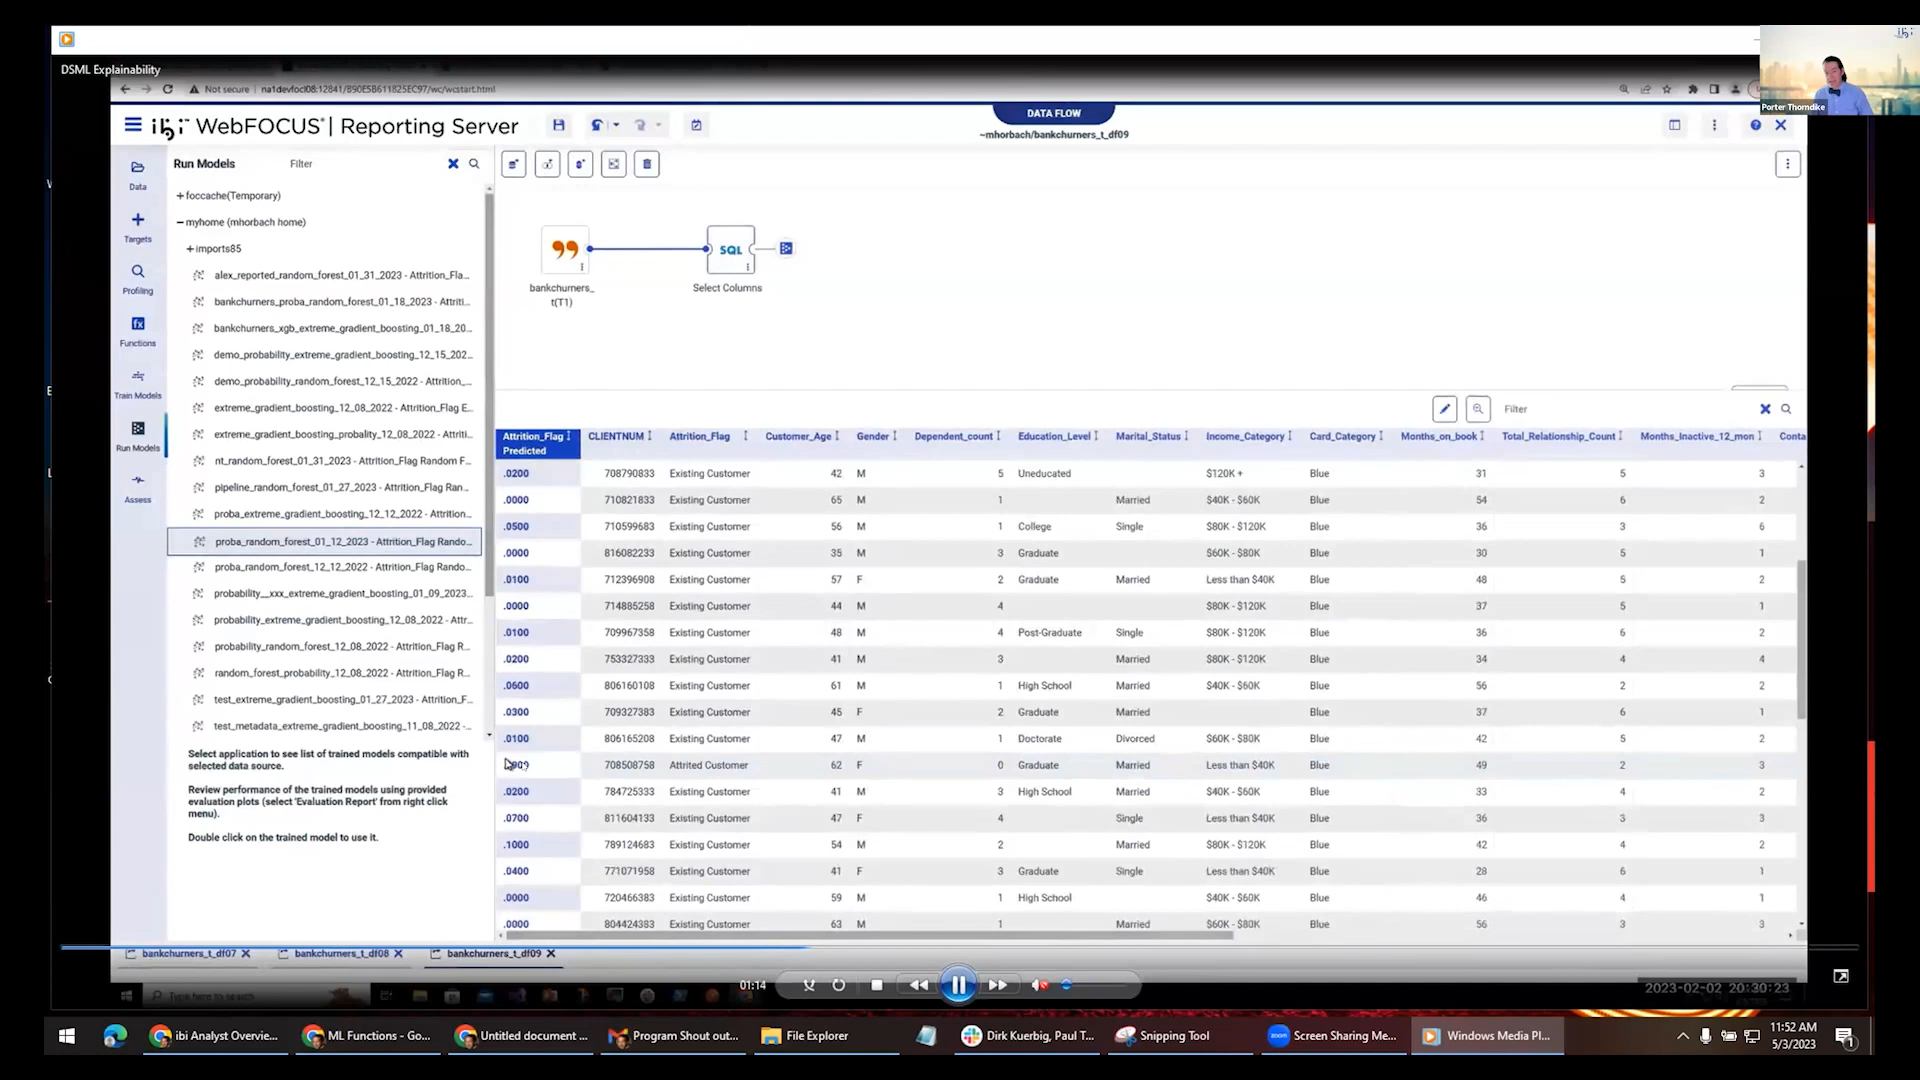 DSML Explainability
Porter Thorndike
Not secure | na1devfocl08:12841/890E5B611825EC97/wc/wcstart.html
ibi WebFOCUS | Reporting Server
DATA FLOW
~mhorbach/bankchurners_t_df09
Data
Targets
Profiling
Functions
Train Models
Run Models
Assess
Run Models Filter
+foccache(Temporary)
−myhome (mhorbach home)
+imports85
alex_reported_random_forest_01_31_2023 - Attrition_Fla...
bankchurners_proba_random_forest_01_18_2023 - Attriti...
bankchurners_xgb_extreme_gradient_boosting_01_18_20...
demo_probability_extreme_gradient_boosting_12_15_202...
demo_probability_random_forest_12_15_2022 - Attrition_...
extreme_gradient_boosting_12_08_2022 - Attrition_Flag E...
extreme_gradient_boosting_probality_12_08_2022 - Attriti...
nt_random_forest_01_31_2023 - Attrition_Flag Random F...
pipeline_random_forest_01_27_2023 - Attrition_Flag Ran...
proba_extreme_gradient_boosting_12_12_2022 - Attrition...
proba_random_forest_01_12_2023 - Attrition_Flag Rando...
proba_random_forest_12_12_2022 - Attrition_Flag Rando...
probability__xxx_extreme_gradient_boosting_01_09_2023...
probability_extreme_gradient_boosting_12_08_2022 - Attr...
probability_random_forest_12_08_2022 - Attrition_Flag R...
random_forest_probability_12_08_2022 - Attrition_Flag R...
test_extreme_gradient_boosting_01_27_2023 - Attrition_F...
test_metadata_extreme_gradient_boosting_11_08_2022 -...
Select application to see list of trained models compatible with
selected data source.
Review performance of the trained models using provided
evaluation plots (select 'Evaluation Report' from right click
menu).
Double click on the trained model to use it.
bankchurners_
t(T1)
SQL
Select Columns
Filter
Attrition_Flag Predicted CLIENTNUM Attrition_Flag Customer_Age Gender Dependent_count Education_Level Marital_Status Income_Category Card_Category Months_on_book Total_Relationship_Count Months_Inactive_12_mon Conta
.0200 708790833 Existing Customer 42 M 5 Uneducated $120K + Blue 31 5 3
.0000 710821833 Existing Customer 65 M 1 Married $40K - $60K Blue 54 6 2
.0500 710599683 Existing Customer 56 M 1 College Single $80K - $120K Blue 36 3 6
.0000 816082233 Existing Customer 35 M 3 Graduate $60K - $80K Blue 30 5 1
.0100 712396908 Existing Customer 57 F 2 Graduate Married Less than $40K Blue 48 5 2
.0000 714885258 Existing Customer 44 M 4 $80K - $120K Blue 37 5 1
.0100 709967358 Existing Customer 48 M 4 Post-Graduate Single $80K - $120K Blue 36 6 2
.0200 753327333 Existing Customer 41 M 3 Married $80K - $120K Blue 34 4 4
.0600 806160108 Existing Customer 61 M 1 High School Married $40K - $60K Blue 56 2 2
.0300 709327383 Existing Customer 45 F 2 Graduate Married Blue 37 6 1
.0100 806165208 Existing Customer 47 M 1 Doctorate Divorced $60K - $80K Blue 42 5 2
708508758 Attrited Customer 62 F 0 Graduate Married Less than $40K Blue 49 2 3
.0200 784725333 Existing Customer 41 M 3 High School Married $40K - $60K Blue 33 4 2
.0700 811604133 Existing Customer 47 F 4 Single Less than $40K Blue 36 3 3
.1000 789124683 Existing Customer 54 M 2 Married $80K - $120K Blue 42 4 2
.0400 771071958 Existing Customer 41 F 3 Graduate Single Less than $40K Blue 28 6 1
.0000 720466383 Existing Customer 59 M 1 High School $40K - $60K Blue 46 4 1
.0000 804424383 Existing Customer 63 M 1 Married $60K - $80K Blue 56 3 3
bankchurners_t_df07 bankchurners_t_df08 bankchurners_t_df09
01:14
Type here to search
2023-02-02 20:30:23
ibi Analyst Overvie... ML Functions - Go... Untitled document ... Program Shout out... File Explorer Dirk Kuerbig, Paul T... Snipping Tool zoom Screen Sharing Me... Windows Media Pl...
11:52 AM
5/3/2023